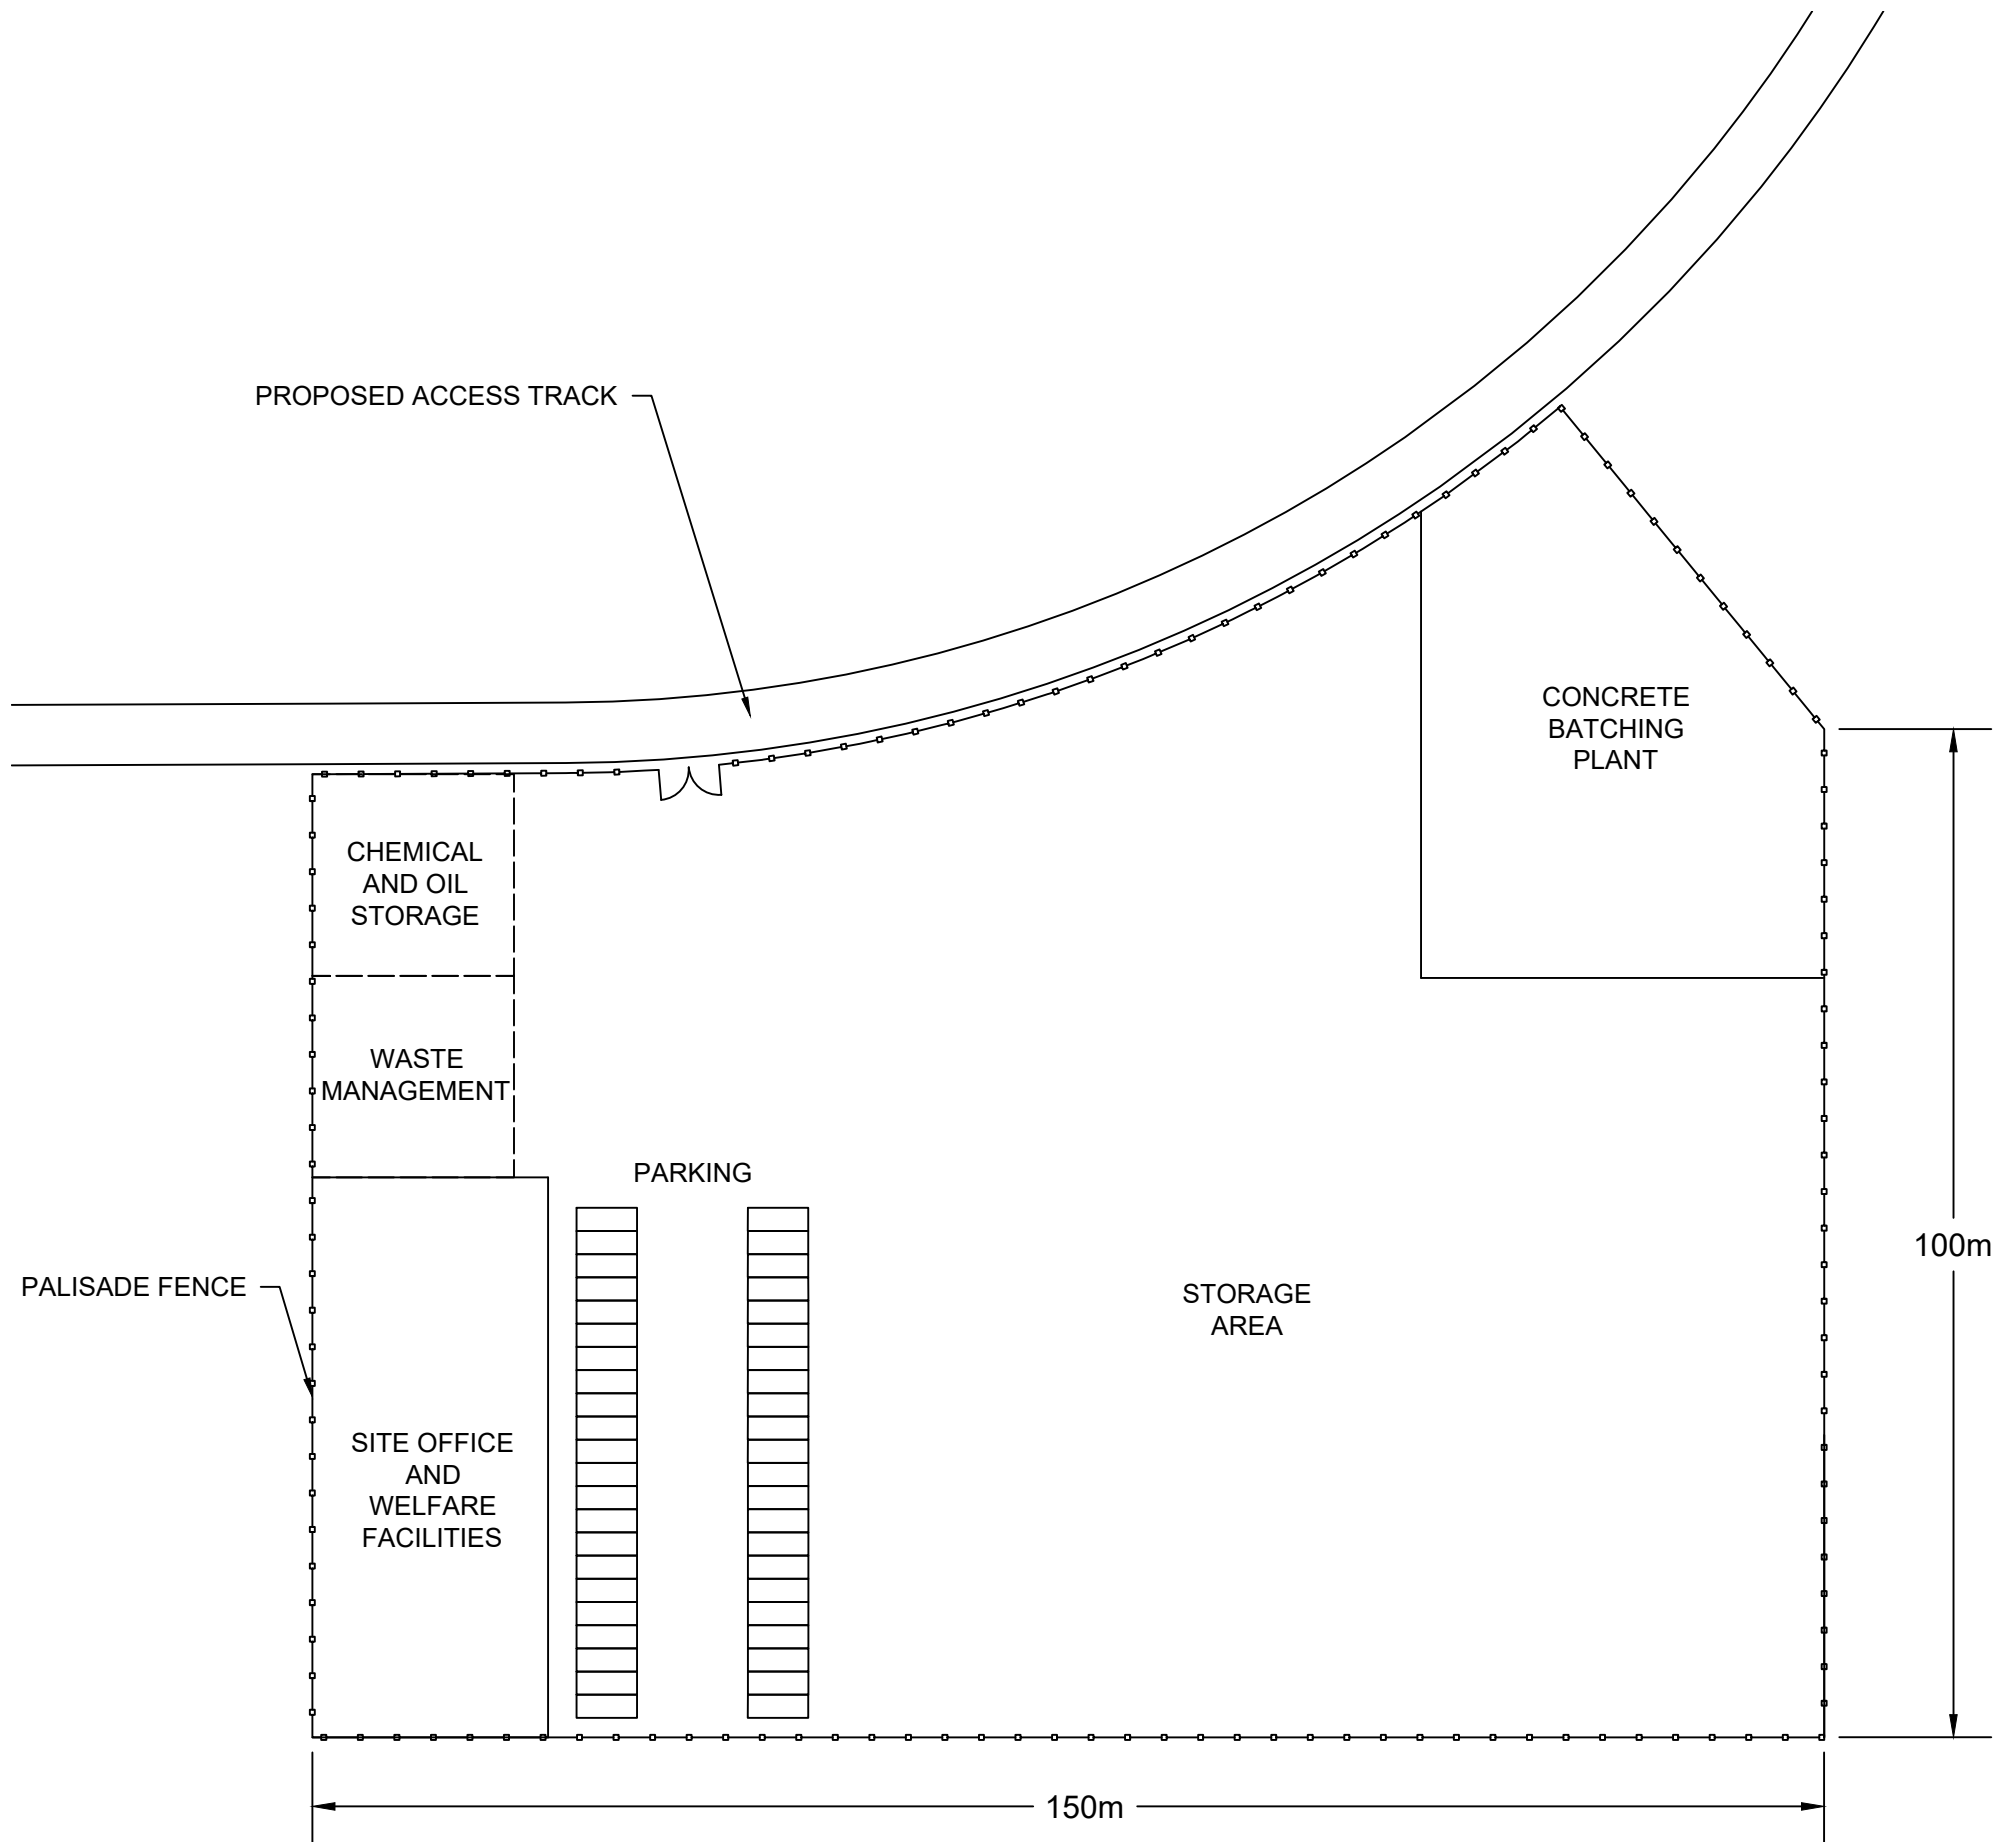 PROPOSED ACCESS TRACK
CONCRETE
BATCHING
PLANT
CHEMICAL
AND OIL
STORAGE
WASTE
MANAGEMENT
PARKING
100m
PALISADE FENCE
STORAGE
AREA
SITE OFFICE
AND
WELFARE
FACILITIES
150m